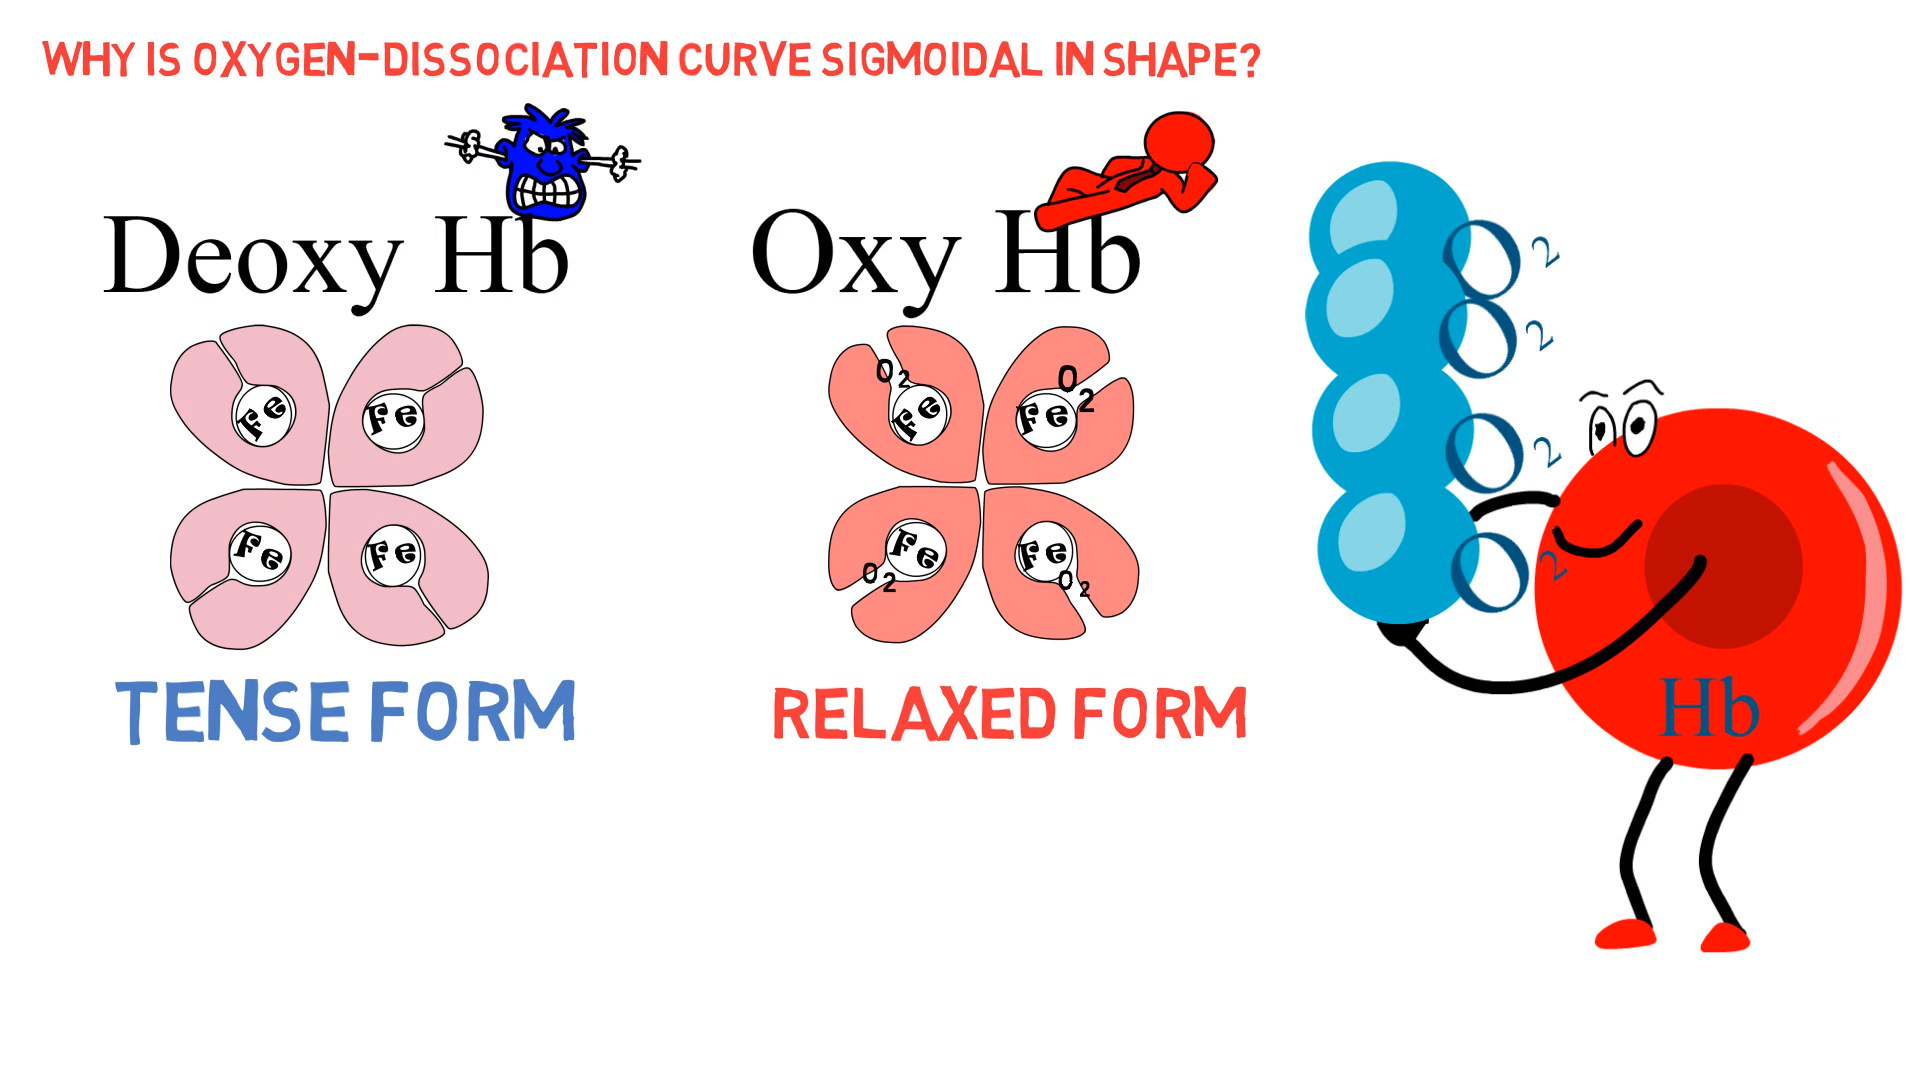 WHY IS OXYGEN-DISSOCIATION CURVE SIGMOIDAL IN SHAPE?
Deoxy Hb
Fe
Fe
Fe
Fe
TENSE FORM
Oxy Hb
O2
Fe
O2
Fe
O2
Fe
O2
Fe
RELAXED FORM
O2
O2
O2
O2
Hb